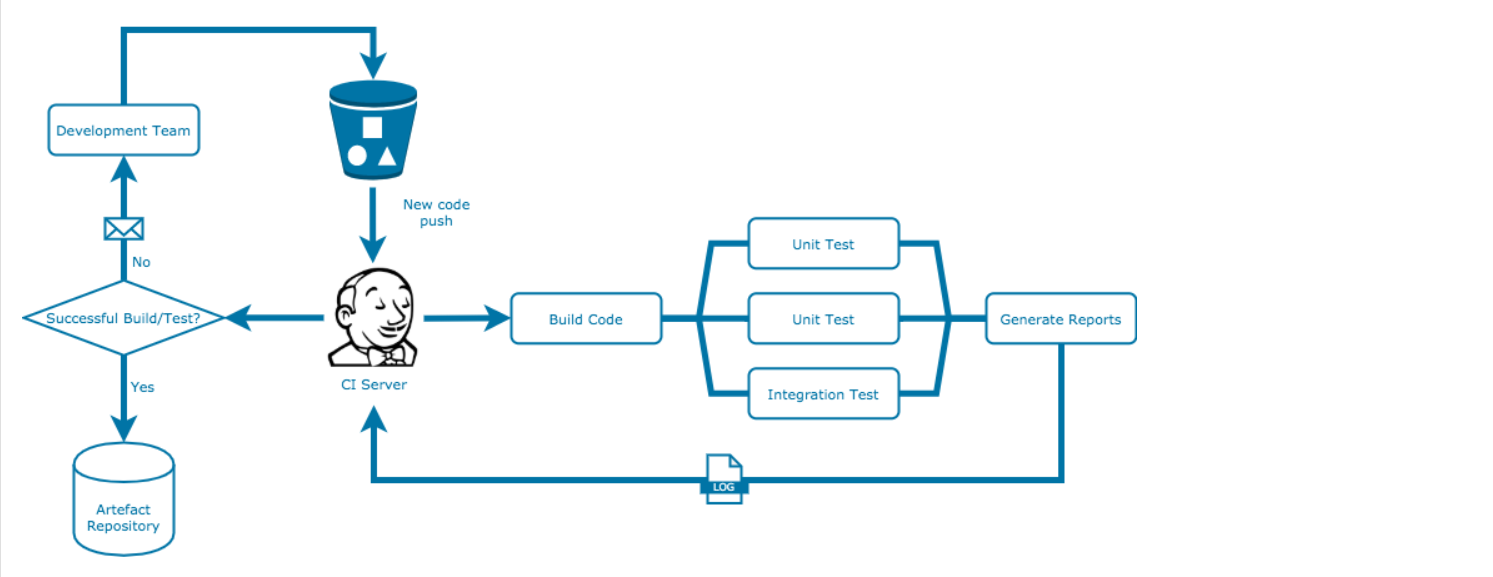 Development Team
New code
push
No
Successful Build/Test?
Yes
Artefact
Repository
CI Server
Build Code
Unit Test
Unit Test
Integration Test
Generate Reports
LOG